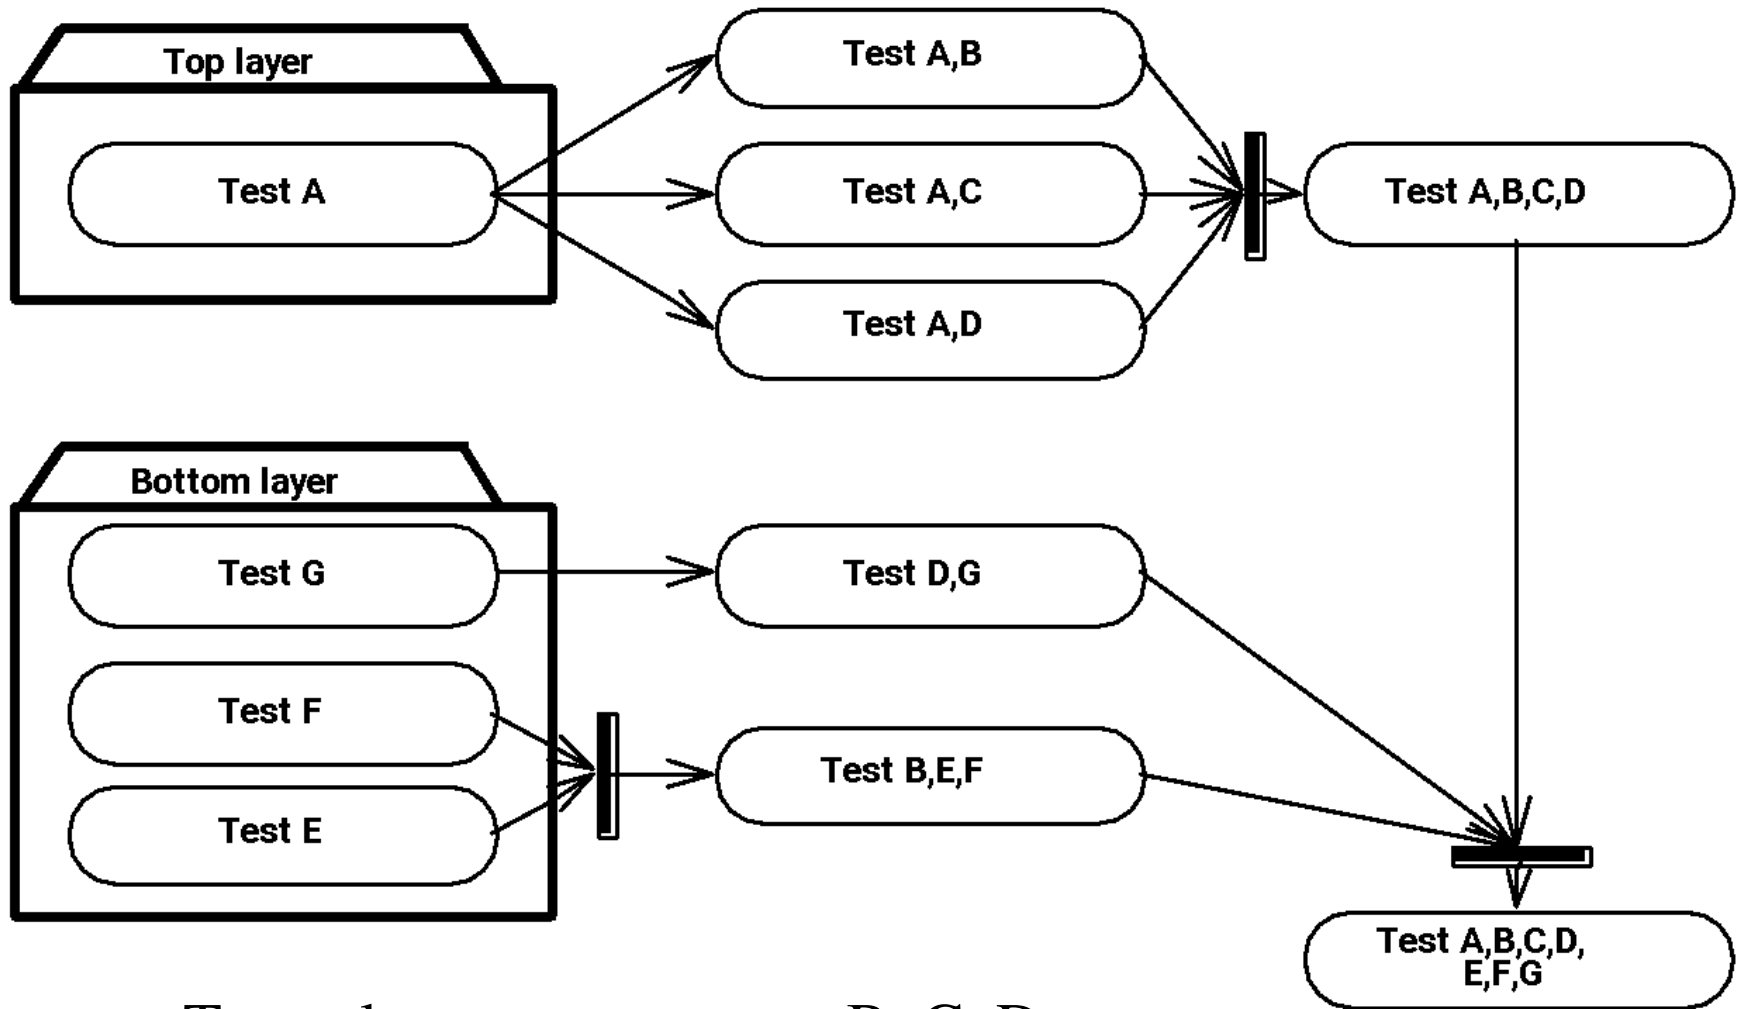 Top layer
Test A
Test A,B
Test A,C
Test A,D
Test A,B,C,D
Bottom layer
Test G
Test F
Test E
Test D,G
Test B,E,F
Test A,B,C,D,
E,F,G